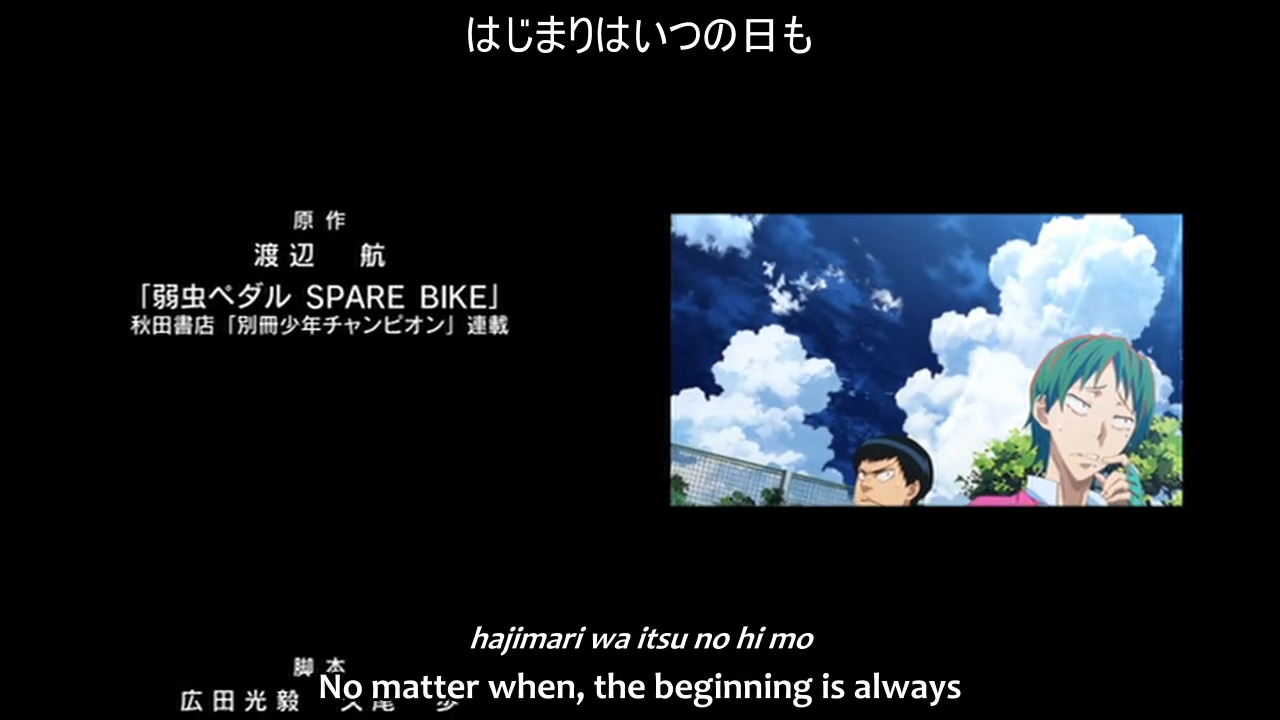 はじまりはいつの日も
原作
渡辺 航
「弱虫ペダル SPARE BIKE」
秋田書店「別冊少年チャンピオン」連載
hajimari wa itsu no hi mo
脚本
広田光毅
No matter when, the beginning is always